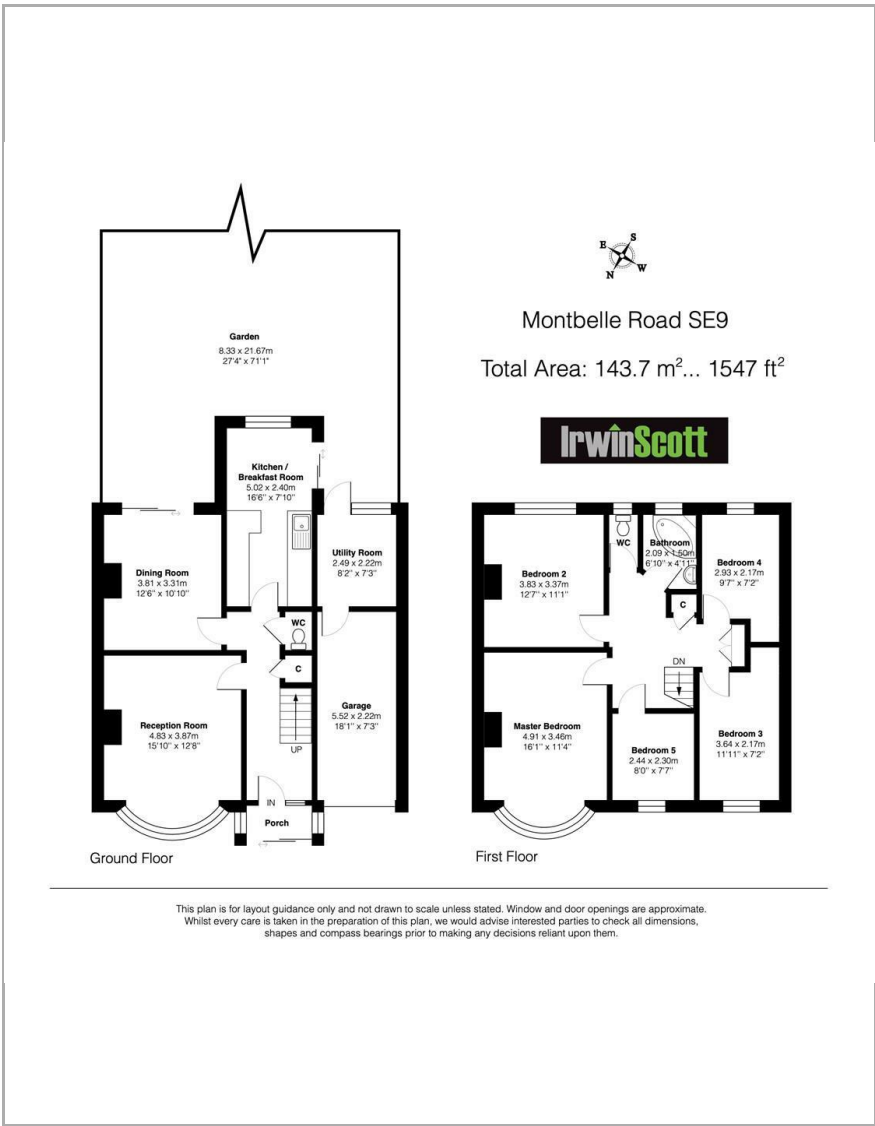 Garden
8.33 x 21.67m
27'4" x 71'1"
S
E
W
N
Montbelle Road SE9
Total Area: 143.7 m²... 1547 ft²
IrwinScott
Kitchen /
Breakfast Room
5.02 x 2.40m
16'6" x 7'10"
Utility Room
2.49 x 2.22m
8'2" x 7'3"
Dining Room
3.81 x 3.31m
12'6" x 10'10"
WC
C
Reception Room
4.83 x 3.87m
15'10" x 12'8"
Garage
5.52 x 2.22m
18'1" x 7'3"
UP
IN
Porch
Ground Floor
WC
Bathroom
2.09 x 1.50m
6'10" x 4'11"
Bedroom 4
2.93 x 2.17m
9'7" x 7'2"
Bedroom 2
3.83 x 3.37m
12'7" x 11'1"
C
DN
Master Bedroom
4.91 x 3.46m
16'1" x 11'4"
Bedroom 5
2.44 x 2.30m
8'0" x 7'7"
Bedroom 3
3.64 x 2.17m
11'11" x 7'2"
First Floor
This plan is for layout guidance only and not drawn to scale unless stated. Window and door openings are approximate.
Whilst every care is taken in the preparation of this plan, we would advise interested parties to check all dimensions,
shapes and compass bearings prior to making any decisions reliant upon them.